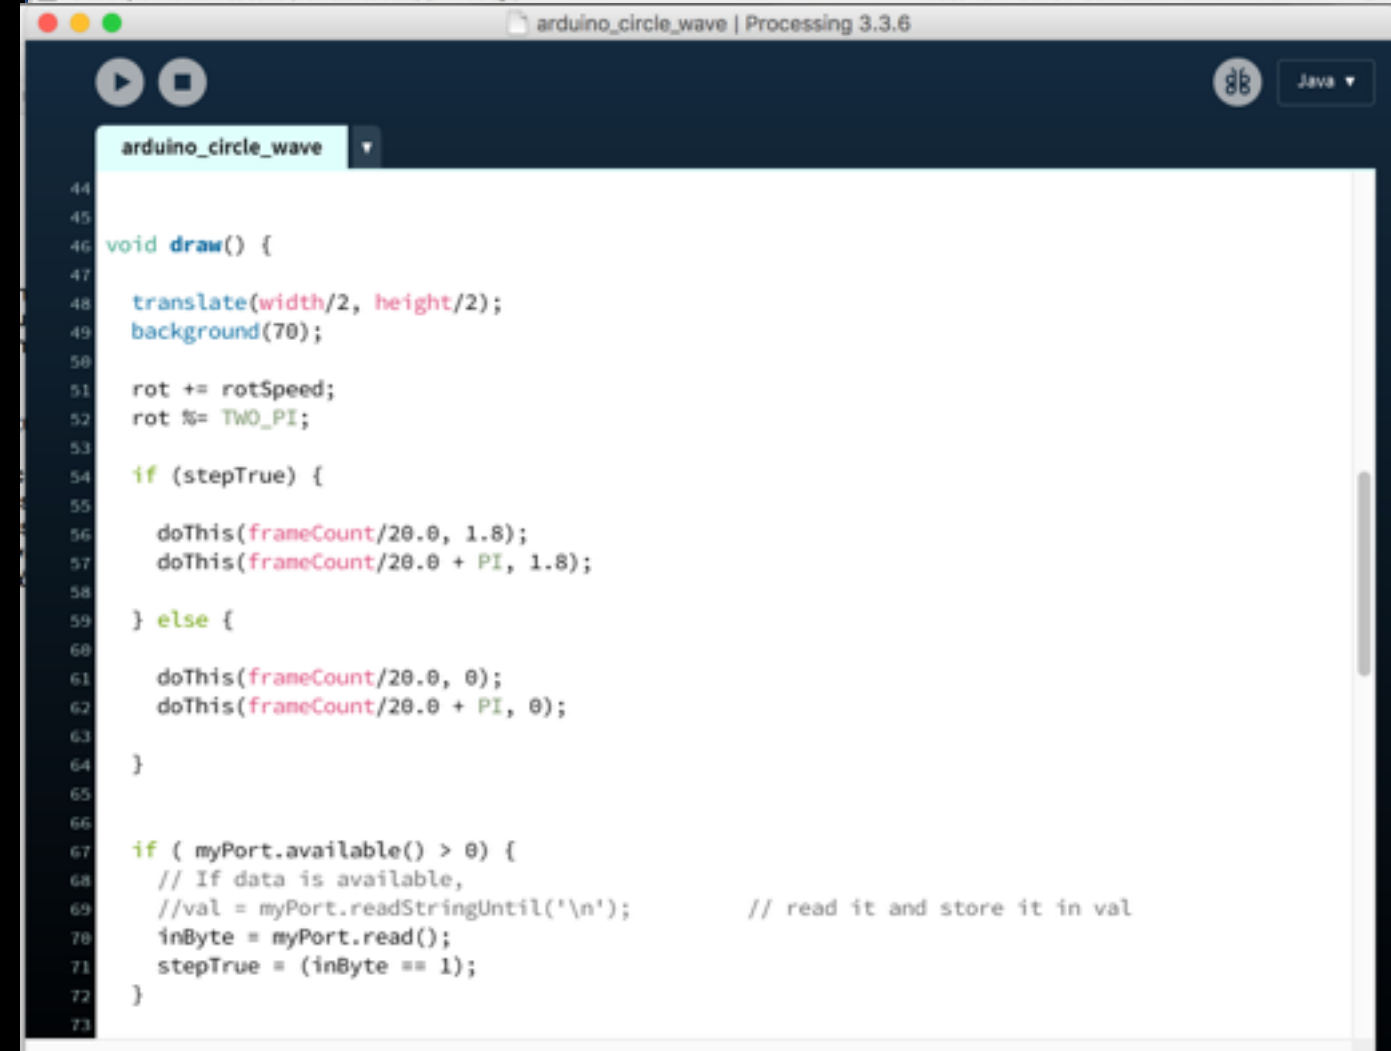 arduino_circle_wave | Processing 3.3.6
Java
arduino_circle_wave
44
45
46 void draw() {
47
48 translate(width/2, height/2);
49 background(70);
50
51 rot += rotSpeed;
52 rot %= TWO_PI;
53
54 if (stepTrue) {
55
56 doThis(frameCount/20.0, 1.8);
57 doThis(frameCount/20.0 + PI, 1.8);
58
59 } else {
60
61 doThis(frameCount/20.0, 0);
62 doThis(frameCount/20.0 + PI, 0);
63
64 }
65
66
67 if ( myPort.available() > 0) {
68 // If data is available,
69 //val = myPort.readStringUntil('\n'); // read it and store it in val
70 inByte = myPort.read();
71 stepTrue = (inByte == 1);
72 }
73